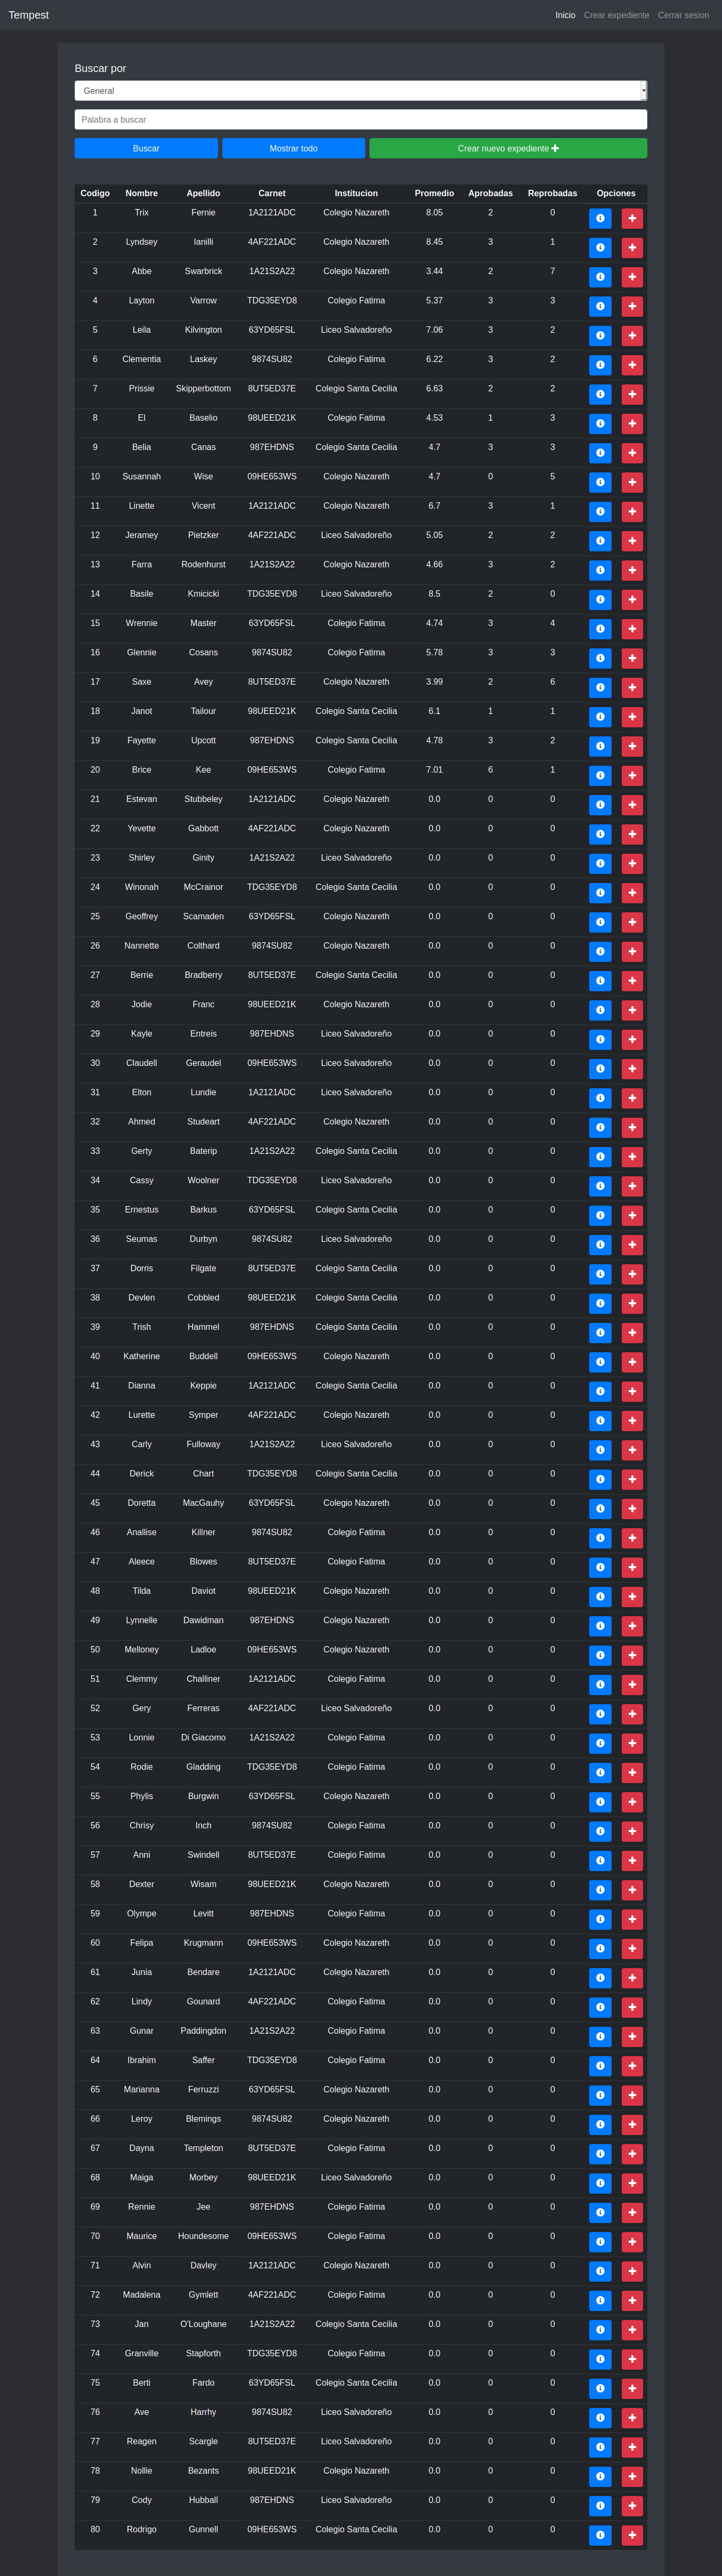 Tempest Inicio Crear expediente Cerrar sesion
Buscar por
General
Palabra a buscar
Buscar Mostrar todo Crear nuevo expediente
Codigo Nombre Apellido Carnet Institucion Promedio Aprobadas Reprobadas Opciones
1 Trix Fernie 1A2121ADC Colegio Nazareth 8.05 2 0
2 Lyndsey Ianilli 4AF221ADC Colegio Nazareth 8.45 3 1
3 Abbe Swarbrick 1A21S2A22 Colegio Nazareth 3.44 2 7
4 Layton Varrow TDG35EYD8 Colegio Fatima 5.37 3 3
5 Leila Kilvington 63YD65FSL Liceo Salvadoreño 7.06 3 2
6 Clementia Laskey 9874SU82 Colegio Fatima 6.22 3 2
7 Prissie Skipperbottom 8UT5ED37E Colegio Santa Cecilia 6.63 2 2
8 El Baselio 98UEED21K Colegio Fatima 4.53 1 3
9 Belia Canas 987EHDNS Colegio Santa Cecilia 4.7 3 3
10 Susannah Wise 09HE653WS Colegio Nazareth 4.7 0 5
11 Linette Vicent 1A2121ADC Colegio Nazareth 6.7 3 1
12 Jeramey Pietzker 4AF221ADC Liceo Salvadoreño 5.05 2 2
13 Farra Rodenhurst 1A21S2A22 Colegio Nazareth 4.66 3 2
14 Basile Kmicicki TDG35EYD8 Liceo Salvadoreño 8.5 2 0
15 Wrennie Master 63YD65FSL Colegio Fatima 4.74 3 4
16 Glennie Cosans 9874SU82 Colegio Fatima 5.78 3 3
17 Saxe Avey 8UT5ED37E Colegio Nazareth 3.99 2 6
18 Janot Tailour 98UEED21K Colegio Santa Cecilia 6.1 1 1
19 Fayette Upcott 987EHDNS Colegio Santa Cecilia 4.78 3 2
20 Brice Kee 09HE653WS Colegio Fatima 7.01 6 1
21 Estevan Stubbeley 1A2121ADC Colegio Nazareth 0.0 0 0
22 Yevette Gabbott 4AF221ADC Colegio Nazareth 0.0 0 0
23 Shirley Ginity 1A21S2A22 Liceo Salvadoreño 0.0 0 0
24 Winonah McCrainor TDG35EYD8 Colegio Santa Cecilia 0.0 0 0
25 Geoffrey Scamaden 63YD65FSL Colegio Nazareth 0.0 0 0
26 Nannette Colthard 9874SU82 Colegio Nazareth 0.0 0 0
27 Berrie Bradberry 8UT5ED37E Colegio Santa Cecilia 0.0 0 0
28 Jodie Franc 98UEED21K Colegio Nazareth 0.0 0 0
29 Kayle Entreis 987EHDNS Liceo Salvadoreño 0.0 0 0
30 Claudell Geraudel 09HE653WS Liceo Salvadoreño 0.0 0 0
31 Elton Lundie 1A2121ADC Liceo Salvadoreño 0.0 0 0
32 Ahmed Studeart 4AF221ADC Colegio Nazareth 0.0 0 0
33 Gerty Baterip 1A21S2A22 Colegio Santa Cecilia 0.0 0 0
34 Cassy Woolner TDG35EYD8 Liceo Salvadoreño 0.0 0 0
35 Ernestus Barkus 63YD65FSL Colegio Santa Cecilia 0.0 0 0
36 Seumas Durbyn 9874SU82 Liceo Salvadoreño 0.0 0 0
37 Dorris Filgate 8UT5ED37E Colegio Santa Cecilia 0.0 0 0
38 Devlen Cobbled 98UEED21K Colegio Santa Cecilia 0.0 0 0
39 Trish Hammel 987EHDNS Colegio Santa Cecilia 0.0 0 0
40 Katherine Buddell 09HE653WS Colegio Nazareth 0.0 0 0
41 Dianna Keppie 1A2121ADC Colegio Santa Cecilia 0.0 0 0
42 Lurette Symper 4AF221ADC Colegio Nazareth 0.0 0 0
43 Carly Fulloway 1A21S2A22 Liceo Salvadoreño 0.0 0 0
44 Derick Chart TDG35EYD8 Colegio Santa Cecilia 0.0 0 0
45 Doretta MacGauhy 63YD65FSL Colegio Nazareth 0.0 0 0
46 Anallise Killner 9874SU82 Colegio Fatima 0.0 0 0
47 Aleece Blowes 8UT5ED37E Colegio Fatima 0.0 0 0
48 Tilda Daviot 98UEED21K Colegio Nazareth 0.0 0 0
49 Lynnelle Dawidman 987EHDNS Colegio Nazareth 0.0 0 0
50 Melloney Ladloe 09HE653WS Colegio Nazareth 0.0 0 0
51 Clemmy Challiner 1A2121ADC Colegio Fatima 0.0 0 0
52 Gery Ferreras 4AF221ADC Liceo Salvadoreño 0.0 0 0
53 Lonnie Di Giacomo 1A21S2A22 Colegio Fatima 0.0 0 0
54 Rodie Gladding TDG35EYD8 Colegio Fatima 0.0 0 0
55 Phylis Burgwin 63YD65FSL Colegio Nazareth 0.0 0 0
56 Chrisy Inch 9874SU82 Colegio Fatima 0.0 0 0
57 Anni Swindell 8UT5ED37E Colegio Fatima 0.0 0 0
58 Dexter Wisam 98UEED21K Colegio Nazareth 0.0 0 0
59 Olympe Levitt 987EHDNS Colegio Fatima 0.0 0 0
60 Felipa Krugmann 09HE653WS Colegio Nazareth 0.0 0 0
61 Junia Bendare 1A2121ADC Colegio Nazareth 0.0 0 0
62 Lindy Gounard 4AF221ADC Colegio Fatima 0.0 0 0
63 Gunar Paddingdon 1A21S2A22 Colegio Fatima 0.0 0 0
64 Ibrahim Saffer TDG35EYD8 Colegio Fatima 0.0 0 0
65 Marianna Ferruzzi 63YD65FSL Colegio Nazareth 0.0 0 0
66 Leroy Blemings 9874SU82 Colegio Nazareth 0.0 0 0
67 Dayna Templeton 8UT5ED37E Colegio Fatima 0.0 0 0
68 Maiga Morbey 98UEED21K Liceo Salvadoreño 0.0 0 0
69 Rennie Jee 987EHDNS Colegio Fatima 0.0 0 0
70 Maurice Houndesome 09HE653WS Colegio Fatima 0.0 0 0
71 Alvin Davley 1A2121ADC Colegio Nazareth 0.0 0 0
72 Madalena Gymlett 4AF221ADC Colegio Fatima 0.0 0 0
73 Jan O'Loughane 1A21S2A22 Colegio Santa Cecilia 0.0 0 0
74 Granville Stapforth TDG35EYD8 Colegio Fatima 0.0 0 0
75 Berti Fardo 63YD65FSL Colegio Santa Cecilia 0.0 0 0
76 Ave Harrhy 9874SU82 Liceo Salvadoreño 0.0 0 0
77 Reagen Scargle 8UT5ED37E Liceo Salvadoreño 0.0 0 0
78 Nollie Bezants 98UEED21K Colegio Nazareth 0.0 0 0
79 Cody Hubball 987EHDNS Liceo Salvadoreño 0.0 0 0
80 Rodrigo Gunnell 09HE653WS Colegio Santa Cecilia 0.0 0 0